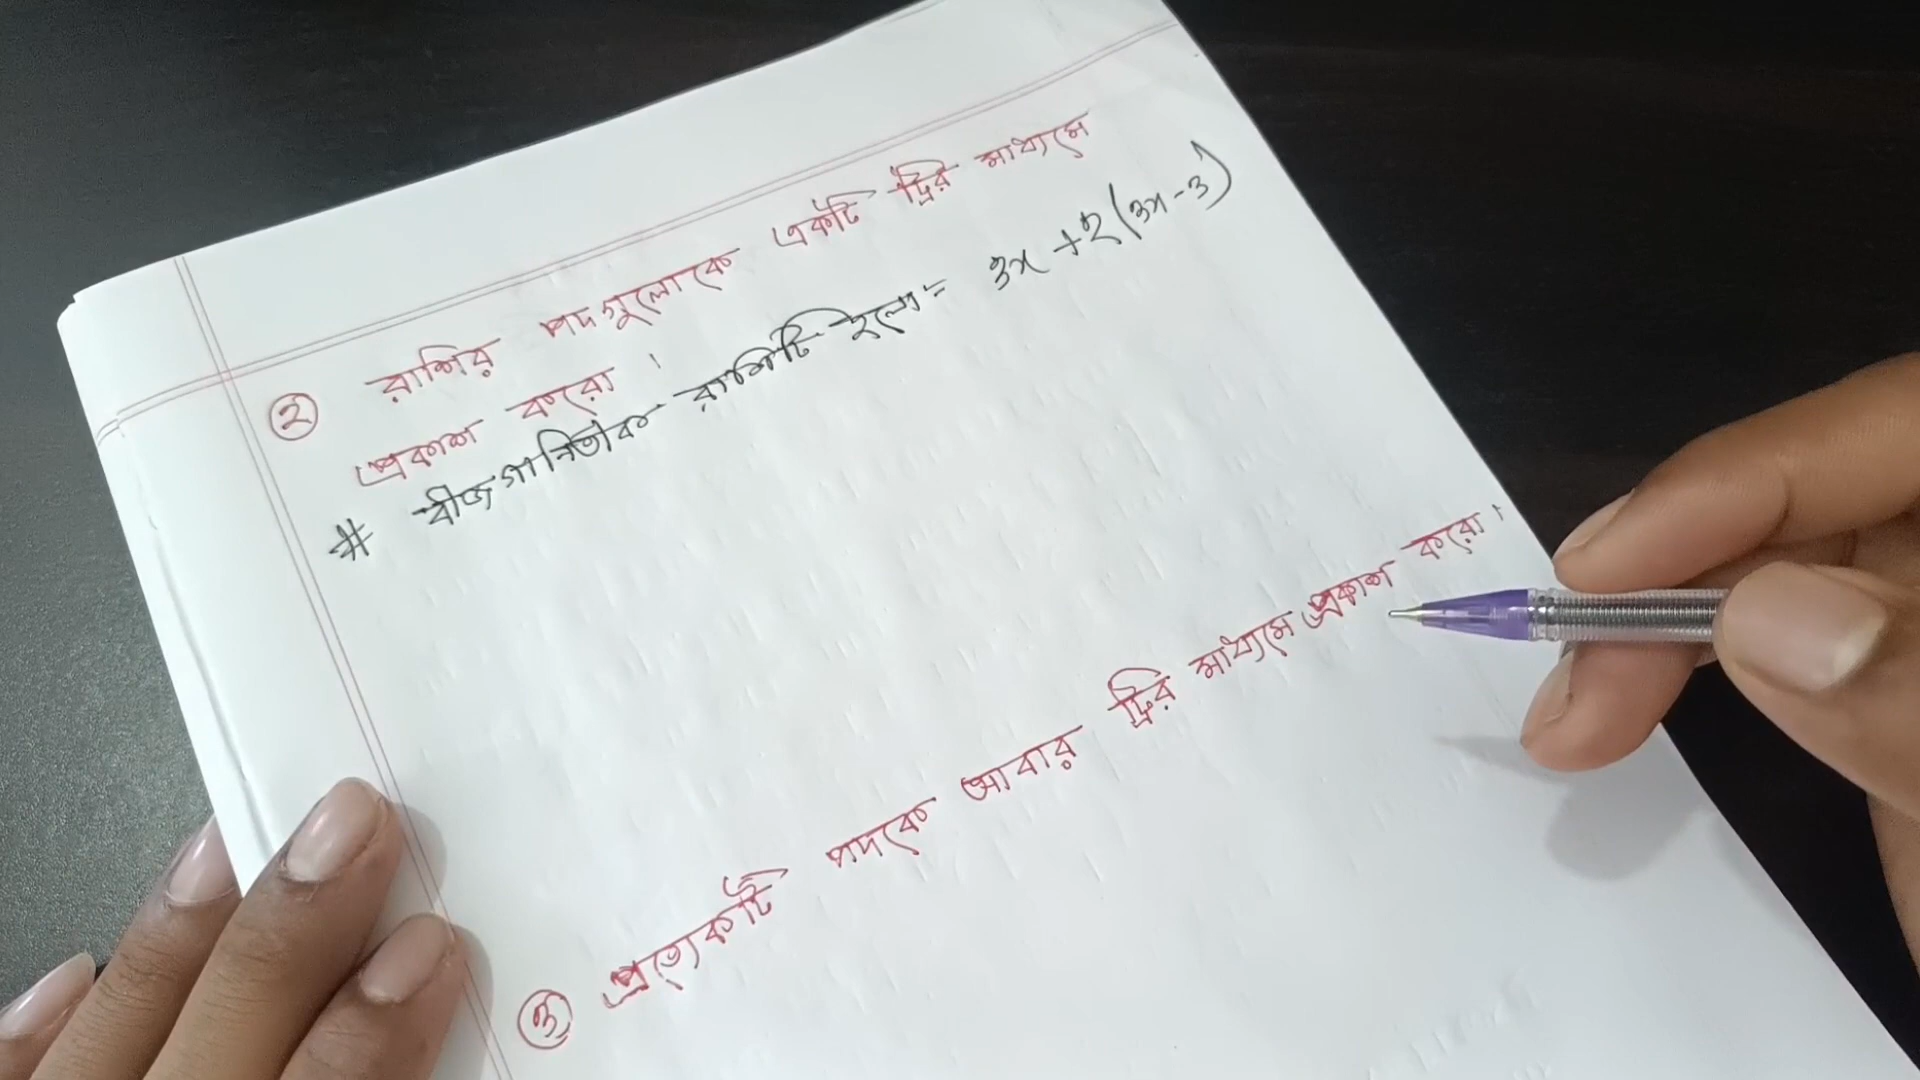 ② রাশির পদগুলোকে একটি ট্রির মাধ্যমে
প্রকাশ করো।
# বীজগানিতীক রাশিটি হলো= 3x + 2(3x-3)
③ প্রত্যেকটি পদকে আবার ট্রির মাধ্যমে প্রকাশ করো।